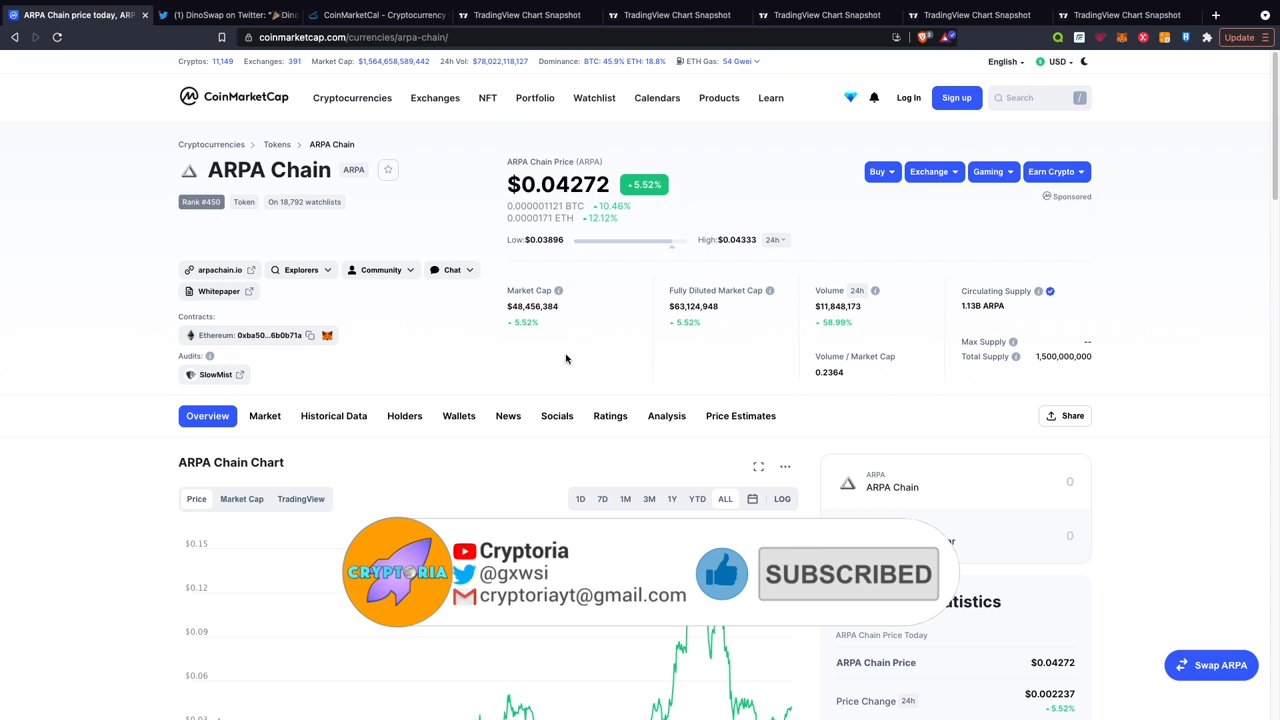 ARPA Chain price today, ARP
(1) DinoSwap on Twitter: "🎉Dino
CoinMarketCal - Cryptocurrency
TradingView Chart Snapshot
TradingView Chart Snapshot
TradingView Chart Snapshot
TradingView Chart Snapshot
TradingView Chart Snapshot
coinmarketcap.com/currencies/arpa-chain/
Update
Cryptos: 11,149 Exchanges: 391 Market Cap: $1,564,658,589,442 24h Vol: $78,022,118,127 Dominance: BTC: 45.9% ETH: 18.8% ETH Gas: 54 Gwei
English USD
CoinMarketCap
Cryptocurrencies Exchanges NFT Portfolio Watchlist Calendars Products Learn
Log In Sign up Search /
Cryptocurrencies > Tokens > ARPA Chain
ARPA Chain ARPA
Rank #450 Token On 18,792 watchlists
ARPA Chain Price (ARPA)
$0.04272 5.52%
0.000001121 BTC 10.46%
0.0000171 ETH 12.12%
Low: $0.03896 High: $0.04333 24h
Buy Exchange Gaming Earn Crypto
Sponsored
arpachain.io Explorers Community Chat
Whitepaper
Contracts:
Ethereum: 0xba50...6b0b71a
Audits:
SlowMist
Market Cap
$48,456,384
5.52%
Fully Diluted Market Cap
$63,124,948
5.52%
Volume 24h
$11,848,173
58.99%
Volume / Market Cap
0.2364
Circulating Supply
1.13B ARPA
Max Supply --
Total Supply 1,500,000,000
Overview Market Historical Data Holders Wallets News Socials Ratings Analysis Price Estimates
Share
ARPA Chain Chart
Price Market Cap TradingView
1D 7D 1M 3M 1Y YTD ALL LOG
$0.15
$0.12
$0.09
$0.06
$0.03
ARPA
ARPA Chain 0
0
CRYPTORIA
Cryptoria
@gxwsi
cryptoriayt@gmail.com
SUBSCRIBED
ARPA Chain Price Today
ARPA Chain Price $0.04272
Price Change 24h $0.002237
5.52%
Swap ARPA